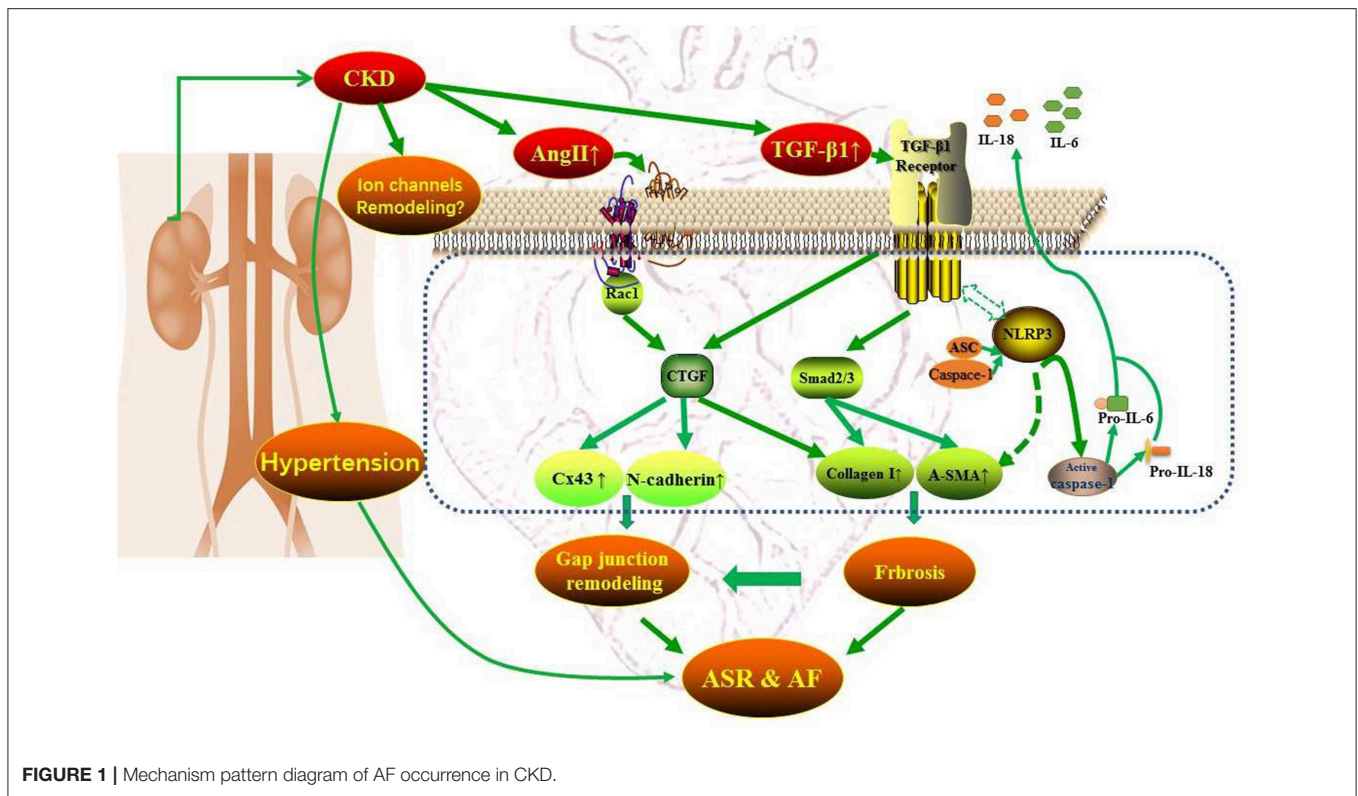 CKD
IL-18
IL-6
AngII↑
TGF-β1↑
TGF-β1
Receptor
Ion channels
Remodeling?
Rac1
NLRP3
ASC
Caspace-1
CTGF
Smad2/3
Pro-IL-6
Hypertension
Cx43↑
N-cadherin↑
Collagen I↑
A-SMA↑
Active
caspase-1
Pro-IL-18
Gap junction
remodeling
Frbrosis
ASR & AF
FIGURE 1 | Mechanism pattern diagram of AF occurrence in CKD.